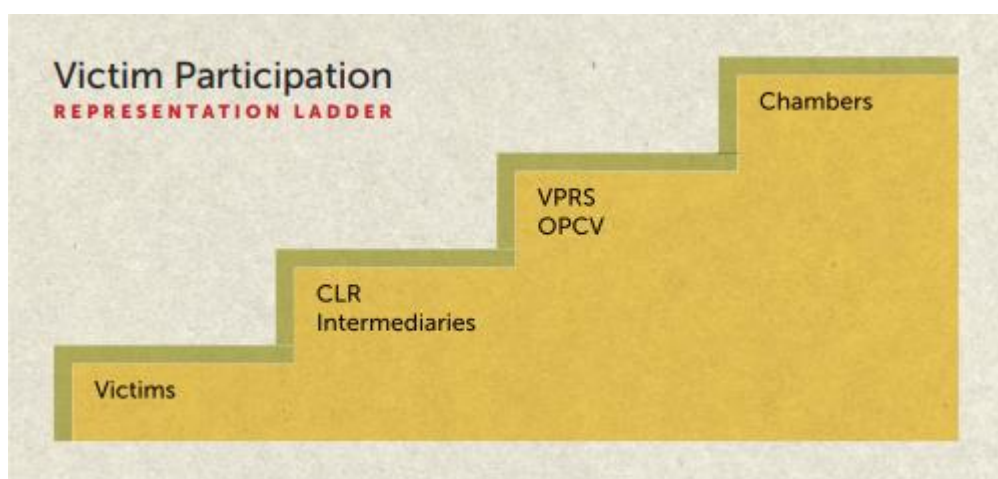 Victim Participation
REPRESENTATION LADDER
Chambers
VPRS
OPCV
CLR
Intermediaries
Victims